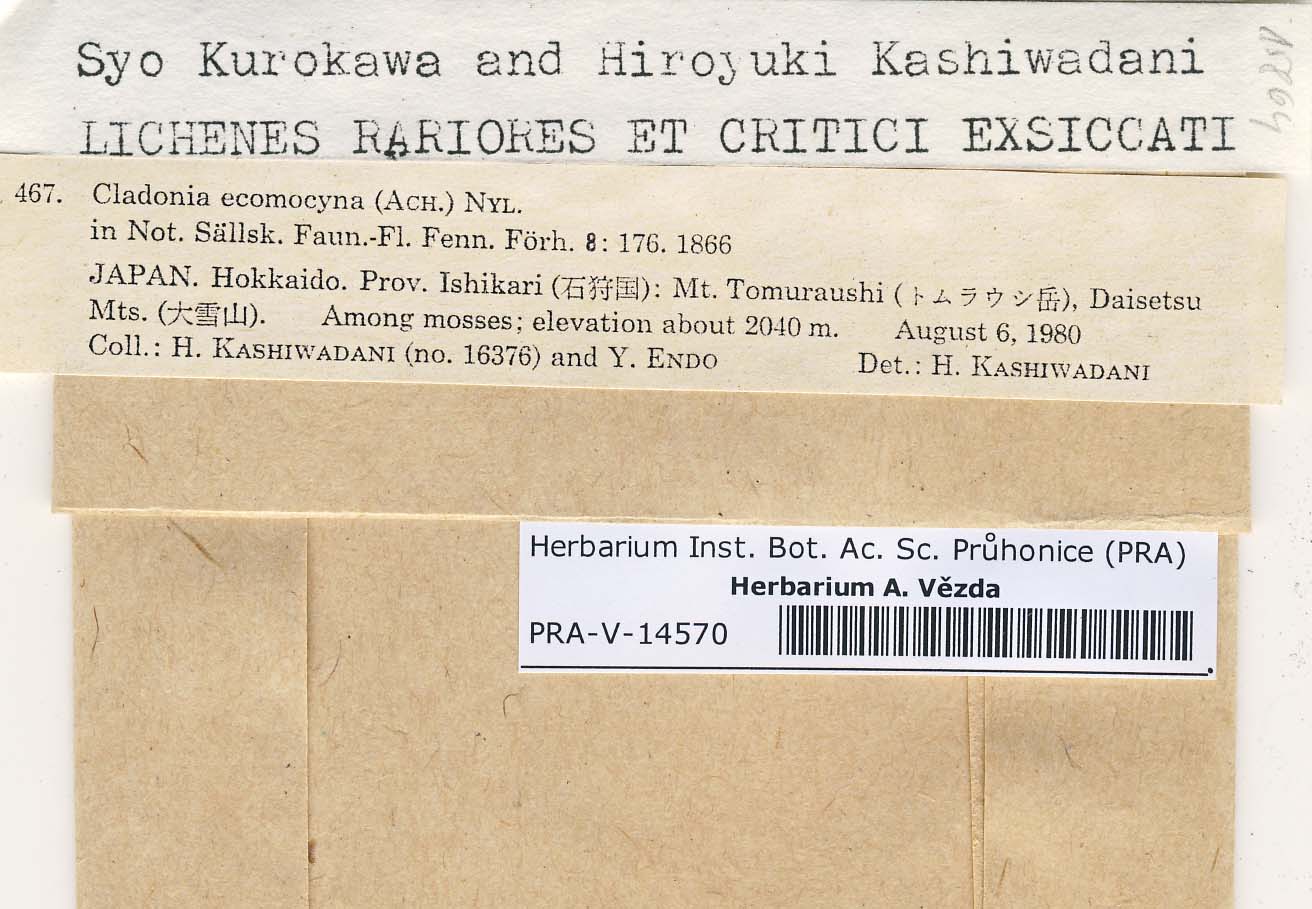 Syo Kurokawa and Hiroyuki Kashiwadani
LICHENES RARIORES ET CRITICI EXSICCATI
467. Cladonia ecomocyna (ACH.) NYL.
in Not. Sällsk. Faun.-Fl. Fenn. Förh. 8: 176. 1866
JAPAN. Hokkaido. Prov. Ishikari (石狩国): Mt. Tomuraushi (トムラウシ岳), Daisetsu
Mts. (大雪山). Among mosses; elevation about 2040 m. August 6, 1980
Coll.: H. KASHIWADANI (no. 16376) and Y. ENDO Det.: H. KASHIWADANI
Herbarium Inst. Bot. Ac. Sc. Průhonice (PRA)
Herbarium A. Vězda
PRA-V-14570